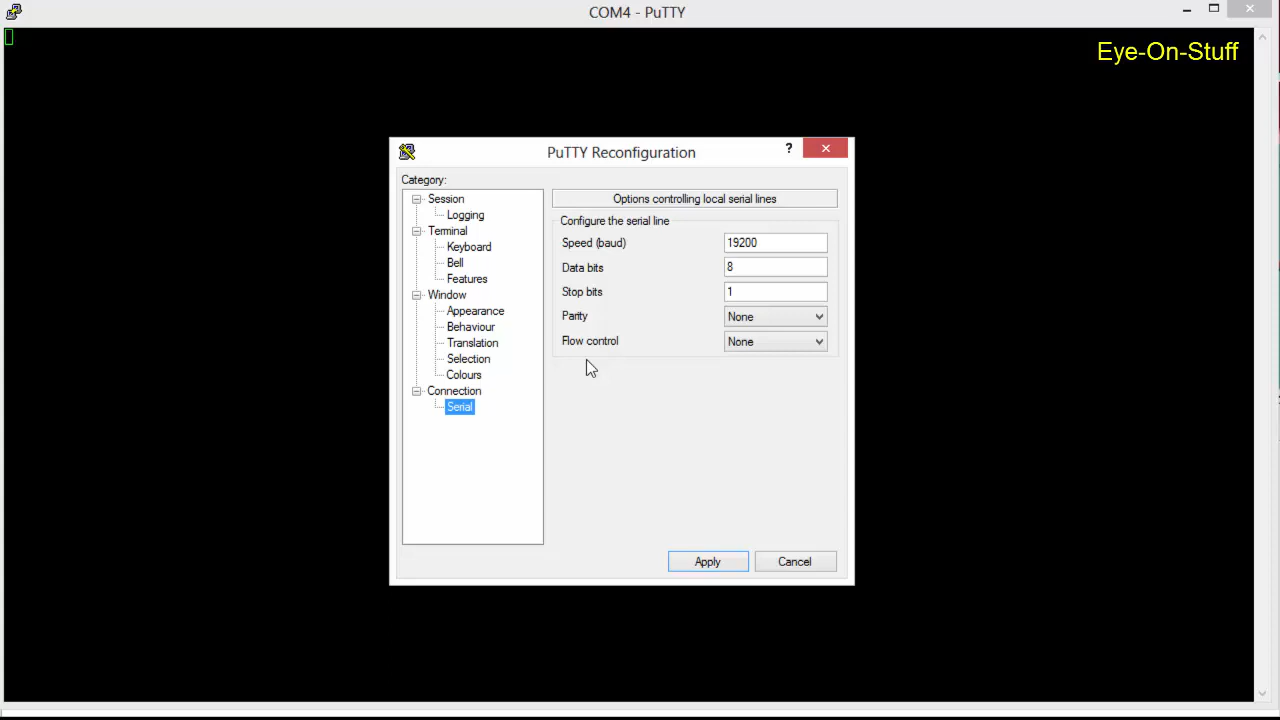 COM4 - PuTTY
Eye-On-Stuff
PuTTY Reconfiguration
?
Category:
Session
Logging
Terminal
Keyboard
Bell
Features
Window
Appearance
Behaviour
Translation
Selection
Colours
Connection
Serial
Options controlling local serial lines
Configure the serial line
Speed (baud) 19200
Data bits 8
Stop bits 1
Parity None
Flow control None
Apply Cancel